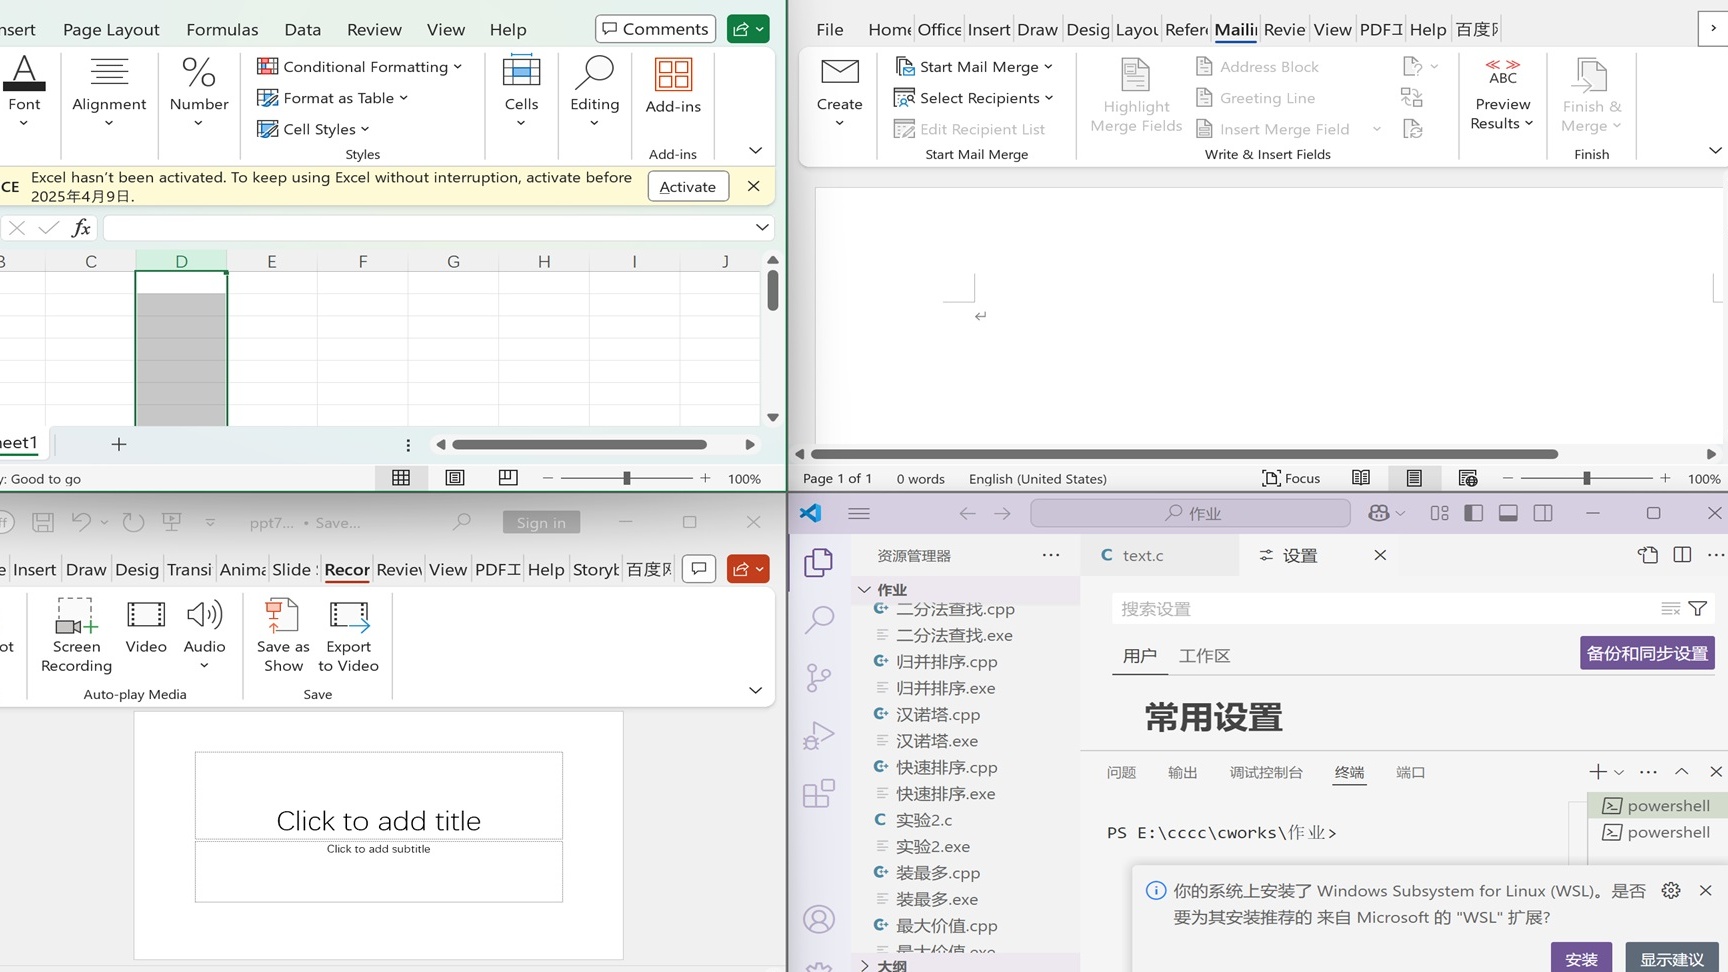 nsert Page Layout Formulas Data Review View Help Comments
Font
Alignment
Number
Conditional Formatting
Format as Table
Cell Styles
Styles
Cells
Editing
Add-ins
Add-ins
CE Excel hasn't been activated. To keep using Excel without interruption, activate before
2025年4月9日.
Activate
fx
C D E F G H I J
eet1
y: Good to go
100%
File Home Office Insert Draw Desig Layou Refere Mailin Revie View PDF工 Help 百度网
Create
Start Mail Merge
Select Recipients
Edit Recipient List
Start Mail Merge
Highlight
Merge Fields
Address Block
Greeting Line
Insert Merge Field
Write & Insert Fields
ABC
Preview
Results
Finish &
Merge
Finish
Page 1 of 1 0 words English (United States) Focus 100%
ppt7... • Save... Sign in
e Insert Draw Desig Transi Anima Slide Recor Review View PDF工 Help Storyb 百度网
ot
Screen
Recording
Video
Audio
Auto-play Media
Save as
Show
Export
to Video
Save
Click to add title
Click to add subtitle
作业
资源管理器
text.c
设置
作业
二分法查找.cpp
二分法查找.exe
归并排序.cpp
归并排序.exe
汉诺塔.cpp
汉诺塔.exe
快速排序.cpp
快速排序.exe
实验2.c
实验2.exe
装最多.cpp
装最多.exe
最大价值.cpp
最大价值.exe
大纲
搜索设置
用户 工作区
备份和同步设置
常用设置
问题 输出 调试控制台 终端 端口
PS E:\cccc\cworks\作业>
powershell
powershell
你的系统上安装了 Windows Subsystem for Linux (WSL)。是否
要为其安装推荐的 来自 Microsoft 的 "WSL" 扩展?
安装 显示建议